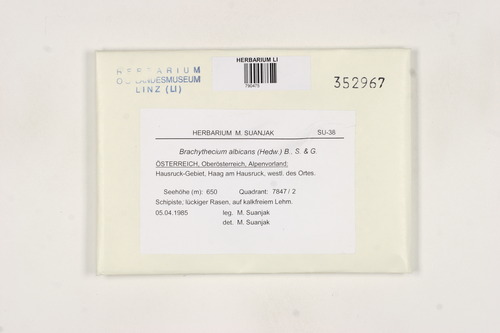 HERBARIUM LI
HERBARIUM
DES LANDESMUSEUM
LINZ (LI)
352967
HERBARIUM M. SUANJAK SU-36
Brachythecium albicans (Hedw.) B., S. & G.
ÖSTERREICH, Oberösterreich, Alpenvorland:
Hausruck-Gebiet, Haag am Hausruck, westl. des Ortes.
Seehöhe (m): 650 Quadrant: 7847 / 2
Schipiste, lückiger Rasen, auf kalkfreiem Lehm.
05.04.1985 leg. M. Suanjak
det. M. Suanjak